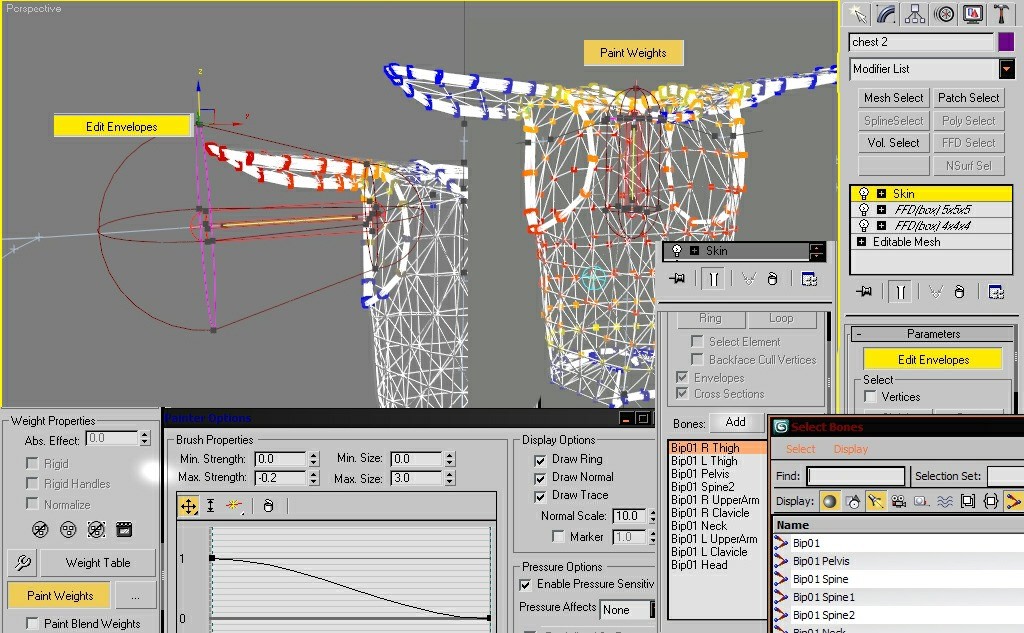 Perspective
z
y
Edit Envelopes
Paint Weights
Skin
Ring
Loop
Select Element
Backface Cull Vertices
Envelopes
Cross Sections
Bones:
Add
Bip01 R Thigh
Bip01 L Thigh
Bip01 Pelvis
Bip01 Spine2
Bip01 R UpperArm
Bip01 R Clavicle
Bip01 Neck
Bip01 L UpperArm
Bip01 L Clavicle
Bip01 Head
chest 2
Modifier List
Mesh Select
Patch Select
SplineSelect
Poly Select
Vol. Select
FFD Select
NSurf Sel
Skin
FFD(box) 5x5x5
FFD(box) 4x4x4
Editable Mesh
- Parameters
Edit Envelopes
Select
Vertices
Weight Properties
Abs. Effect: 0.0
Rigid
Rigid Handles
Normalize
Weight Table
Paint Weights
...
Paint Blend Weights
Painter Options
Brush Properties
Min. Strength: 0.0
Min. Size: 0.0
Max. Strength: -0.2
Max. Size: 3.0
1
0
Display Options
Draw Ring
Draw Normal
Draw Trace
Normal Scale: 10.0
Marker 1.0
Pressure Options
Enable Pressure Sensitiv
Pressure Affects None
Select Bones
Select
Display
Find:
Selection Set:
Display:
Name
Bip01
Bip01 Pelvis
Bip01 Spine
Bip01 Spine1
Bip01 Spine2
Bip01 Neck